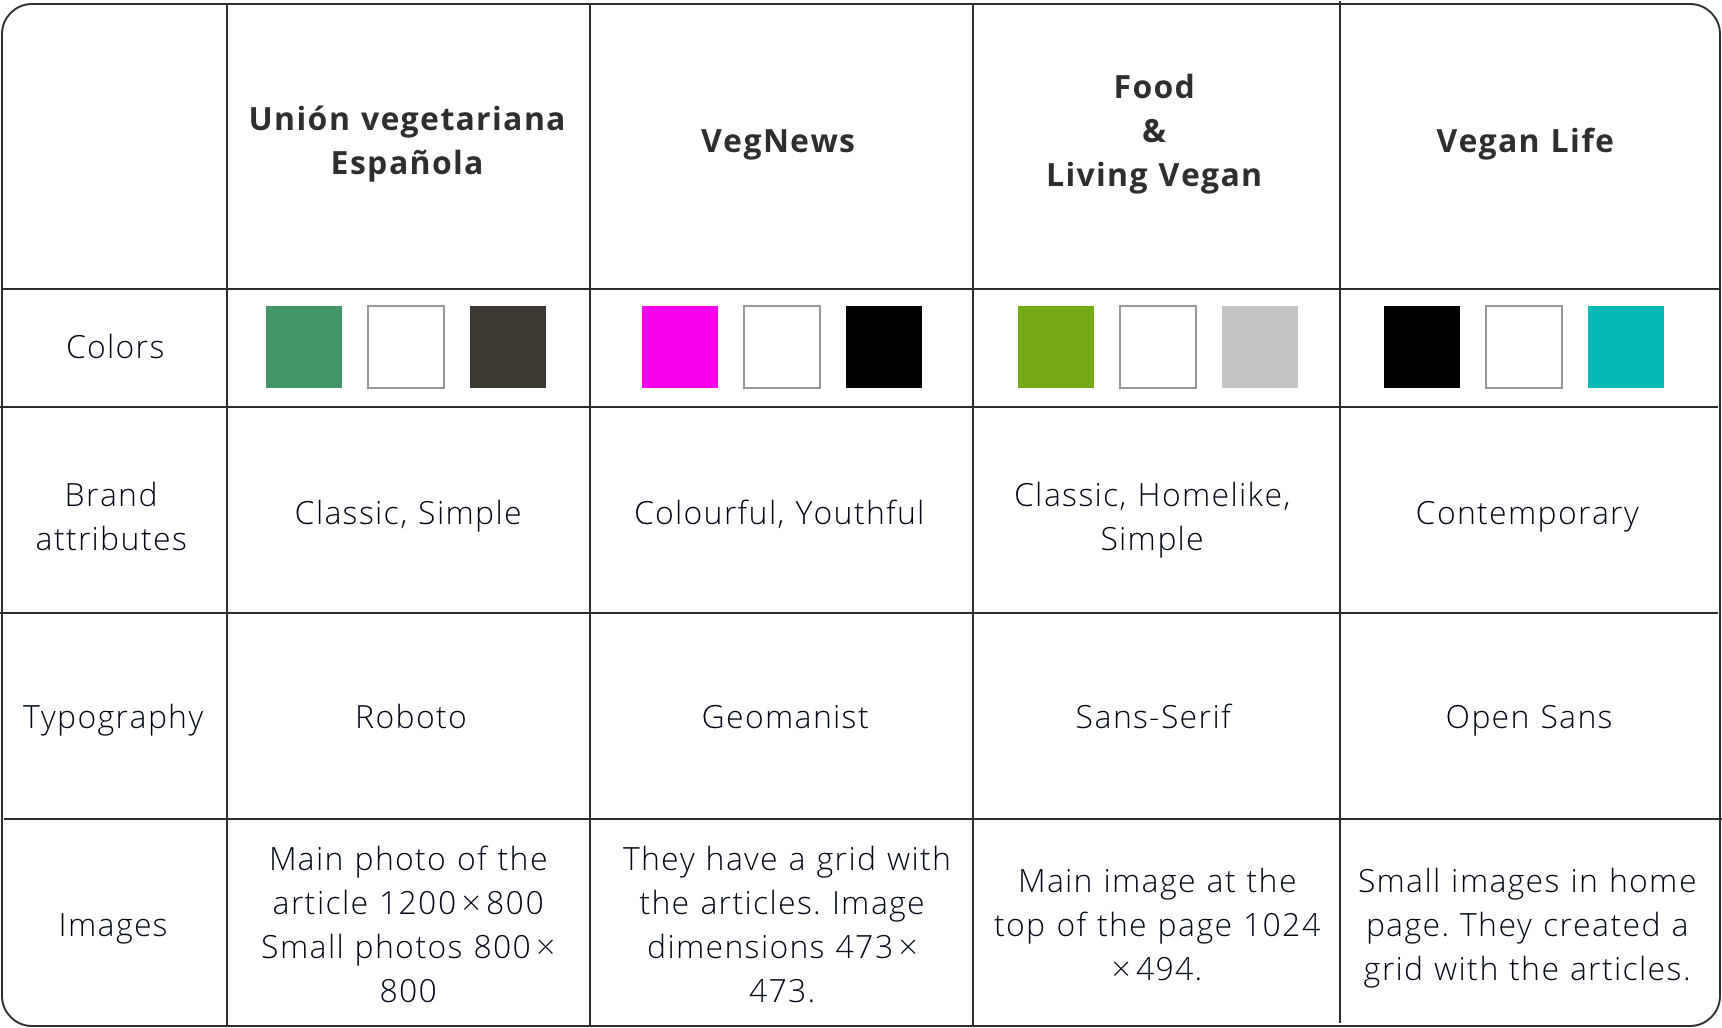 Unión vegetariana
Española
VegNews
Food
&
Living Vegan
Vegan Life
Colors
Brand
attributes
Classic, Simple
Colourful, Youthful
Classic, Homelike,
Simple
Contemporary
Typography
Roboto
Geomanist
Sans-Serif
Open Sans
Images
Main photo of the
article 1200×800
Small photos 800×
800
They have a grid with
the articles. Image
dimensions 473×
473.
Main image at the
top of the page 1024
×494.
Small images in home
page. They created a
grid with the articles.